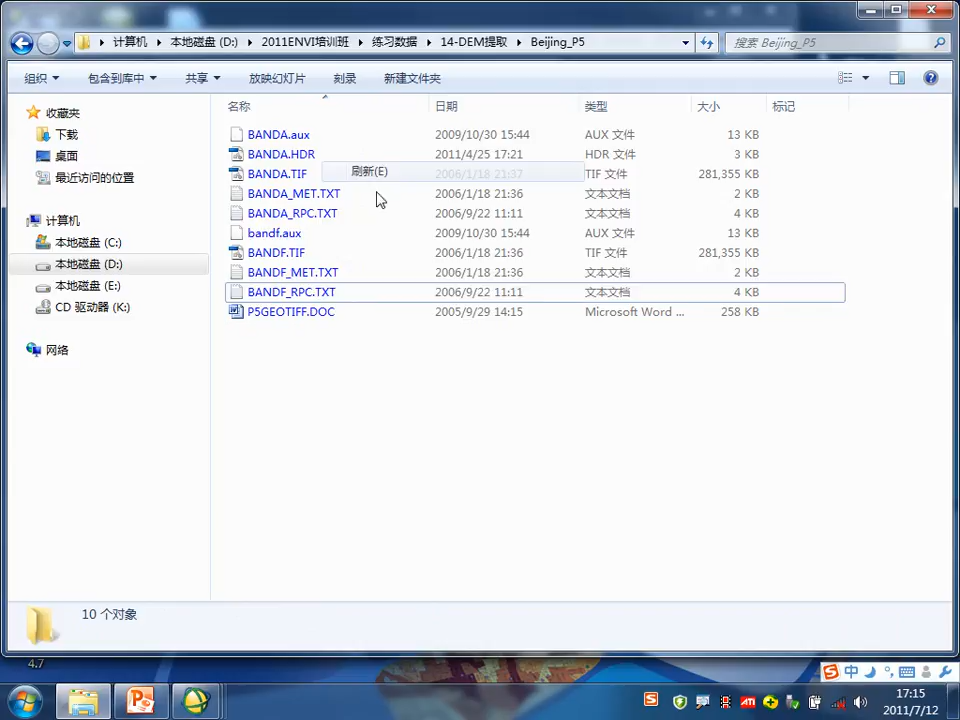 计算机 本地磁盘 (D:) 2011ENVI培训班 练习数据 14-DEM提取 Beijing_P5 搜索 Beijing_P5
组织 包含到库中 共享 放映幻灯片 刻录 新建文件夹
收藏夹
下载
桌面
最近访问的位置
计算机
本地磁盘 (C:)
本地磁盘 (D:)
本地磁盘 (E:)
CD 驱动器 (K:)
网络
名称 日期 类型 大小 标记
BANDA.aux 2009/10/30 15:44 AUX 文件 13 KB
BANDA.HDR 2011/4/25 17:21 HDR 文件 3 KB
BANDA.TIF 刷新(E) 2006/1/18 21:37 TIF 文件 281,355 KB
BANDA_MET.TXT 2006/1/18 21:36 文本文档 2 KB
BANDA_RPC.TXT 2006/9/22 11:11 文本文档 4 KB
bandf.aux 2009/10/30 15:44 AUX 文件 13 KB
BANDF.TIF 2006/1/18 21:36 TIF 文件 281,355 KB
BANDF_MET.TXT 2006/1/18 21:36 文本文档 2 KB
BANDF_RPC.TXT 2006/9/22 11:11 文本文档 4 KB
P5GEOTIFF.DOC 2005/9/29 14:15 Microsoft Word ... 258 KB
10 个对象
4.7
中
17:15
2011/7/12